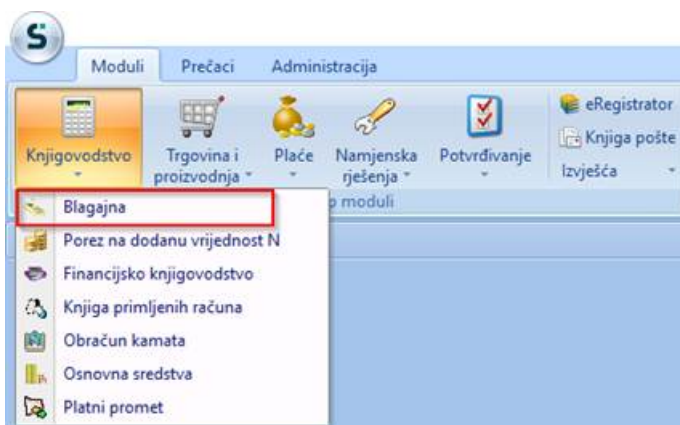 S
Moduli Prečaci Administracija
Knjigovodstvo Trgovina i proizvodnja Plaće Namjenska rješenja Potvrđivanje eRegistrator
Knjiga pošte
Izvješća
moduli
Blagajna
Porez na dodanu vrijednost N
Financijsko knjigovodstvo
Knjiga primljenih računa
Obračun kamata
Osnovna sredstva
Platni promet